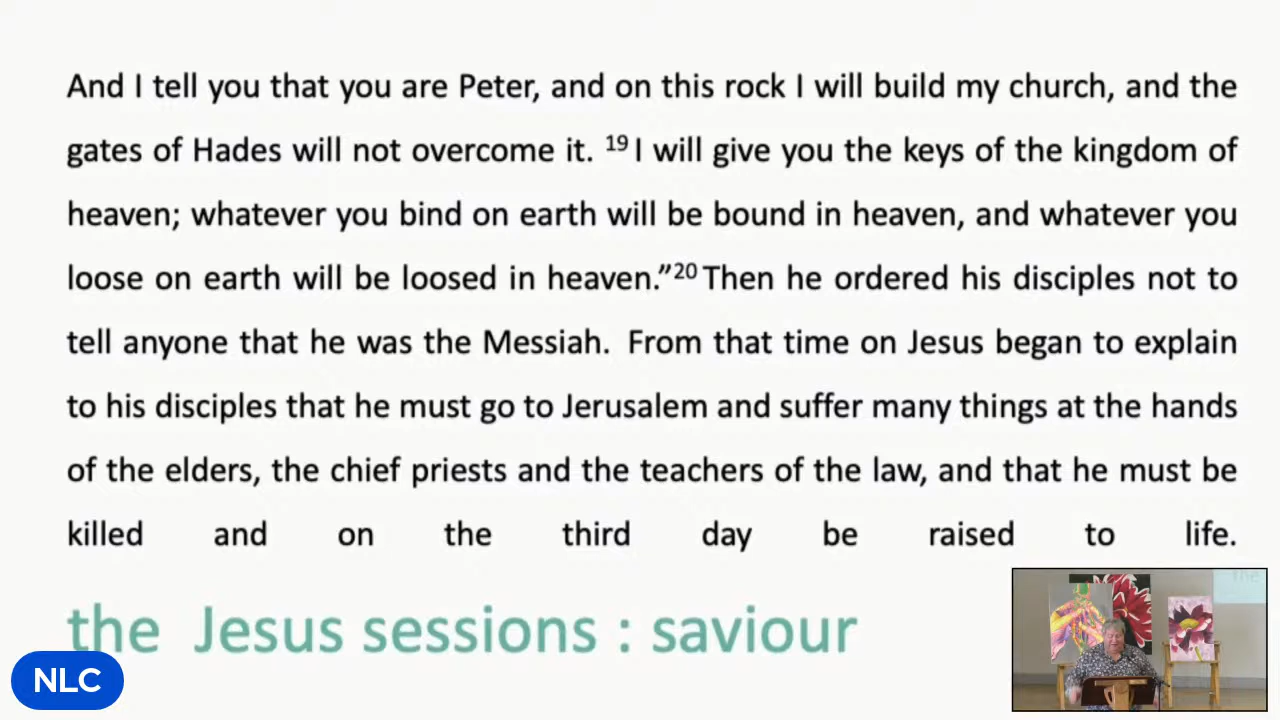 And I tell you that you are Peter, and on this rock I will build my church, and the
gates of Hades will not overcome it. 19 I will give you the keys of the kingdom of
heaven; whatever you bind on earth will be bound in heaven, and whatever you
loose on earth will be loosed in heaven.”20 Then he ordered his disciples not to
tell anyone that he was the Messiah. From that time on Jesus began to explain
to his disciples that he must go to Jerusalem and suffer many things at the hands
of the elders, the chief priests and the teachers of the law, and that he must be
killed and on the third day be raised to life.
the Jesus sessions : saviour
NLC